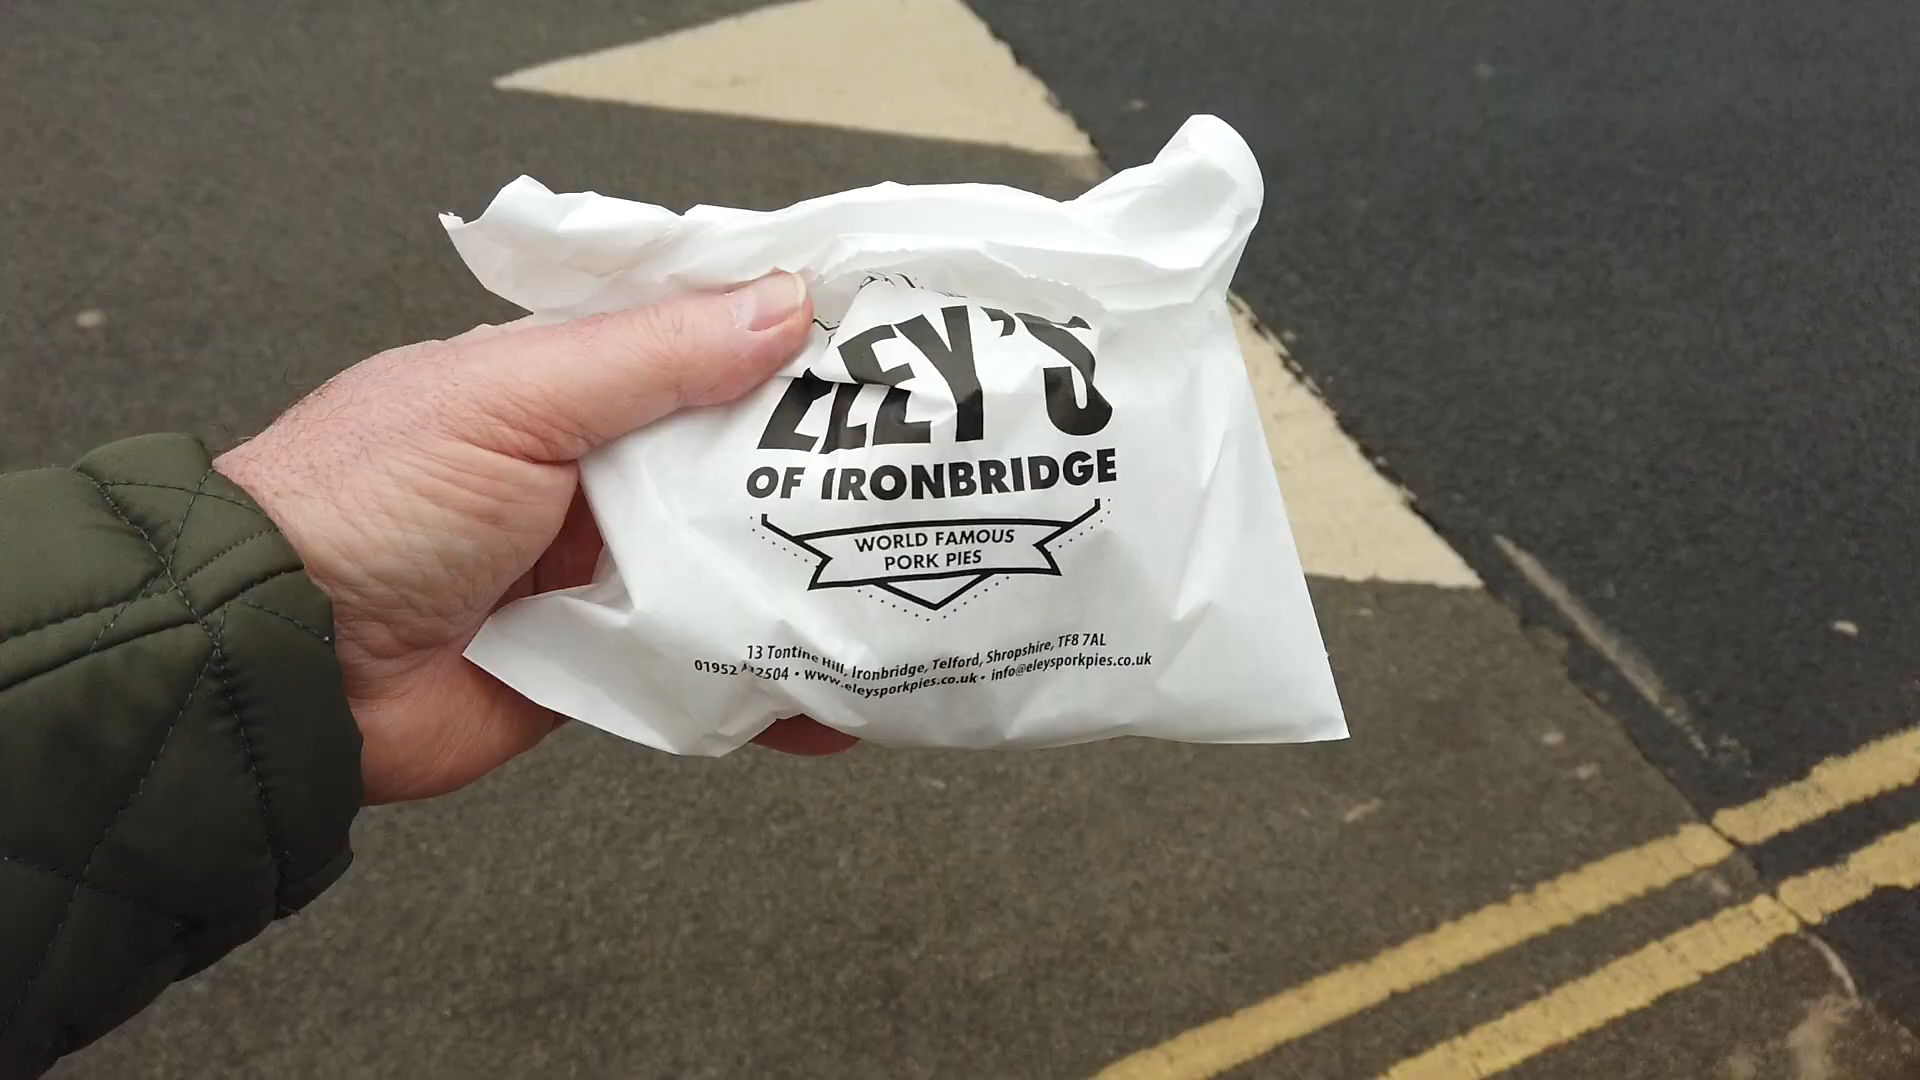 ELEY'S
OF IRONBRIDGE
WORLD FAMOUS
PORK PIES
13 Tontine Hill, Ironbridge, Telford, Shropshire, TF8 7AL
01952 • www.eleysporkpies.co.uk • info@eleysporkpies.co.uk